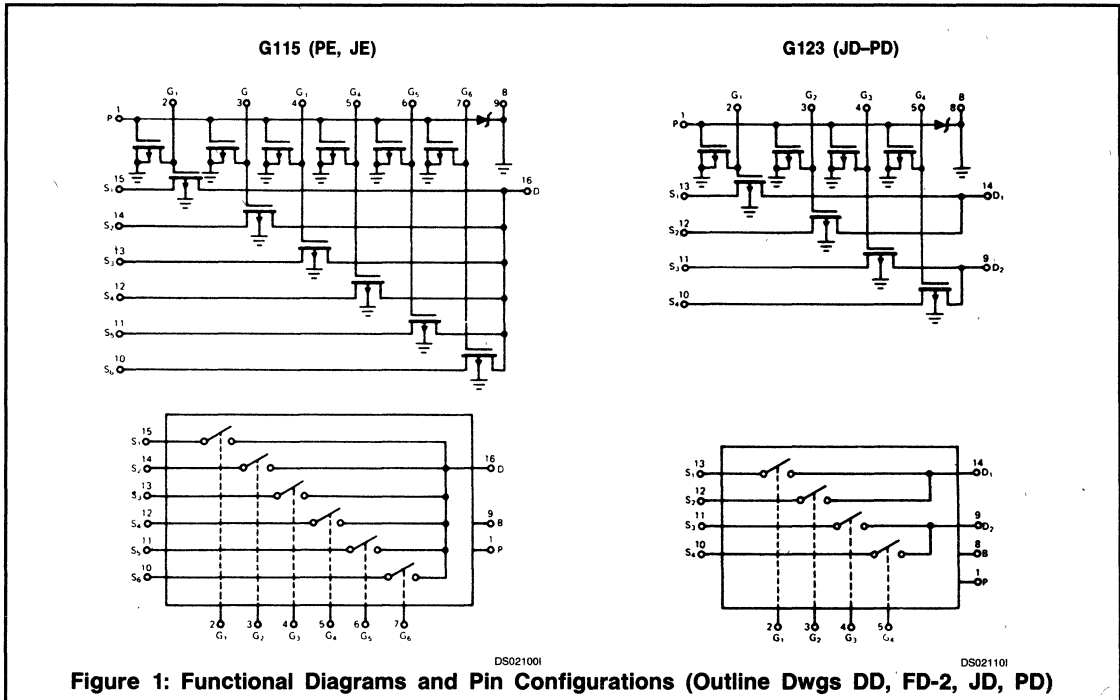 G115 (PE, JE)
G₁ G G₁ G₄ G₅ G₆ B
1 2 3 4 5 6 7 9
P
16
15
S₁ D
14
S₂
13
S₃
12
S₄
11
S₅
10
S₆
15
S₁
14 16
S₂ D
13
S₃
12 9
S₄ B
11 1
S₅ P
10
S₆
2 3 4 5 6 7
G₁ G₂ G₃ G₄ G₅ G₆
DS02100I
G123 (JD–PD)
G₁ G₂ G₃ G₄ B
1 2 3 4 5 8
P
13 14
S₁ D₁
12
S₂
11 9
S₃ D₂
10
S₄
13 14
S₁ D₁
12
S₂
11 9
S₃ D₂
10 8
S₄ B
1
P
2 3 4 5
G₁ G₂ G₃ G₄
DS02110I
Figure 1: Functional Diagrams and Pin Configurations (Outline Dwgs DD, FD-2, JD, PD)